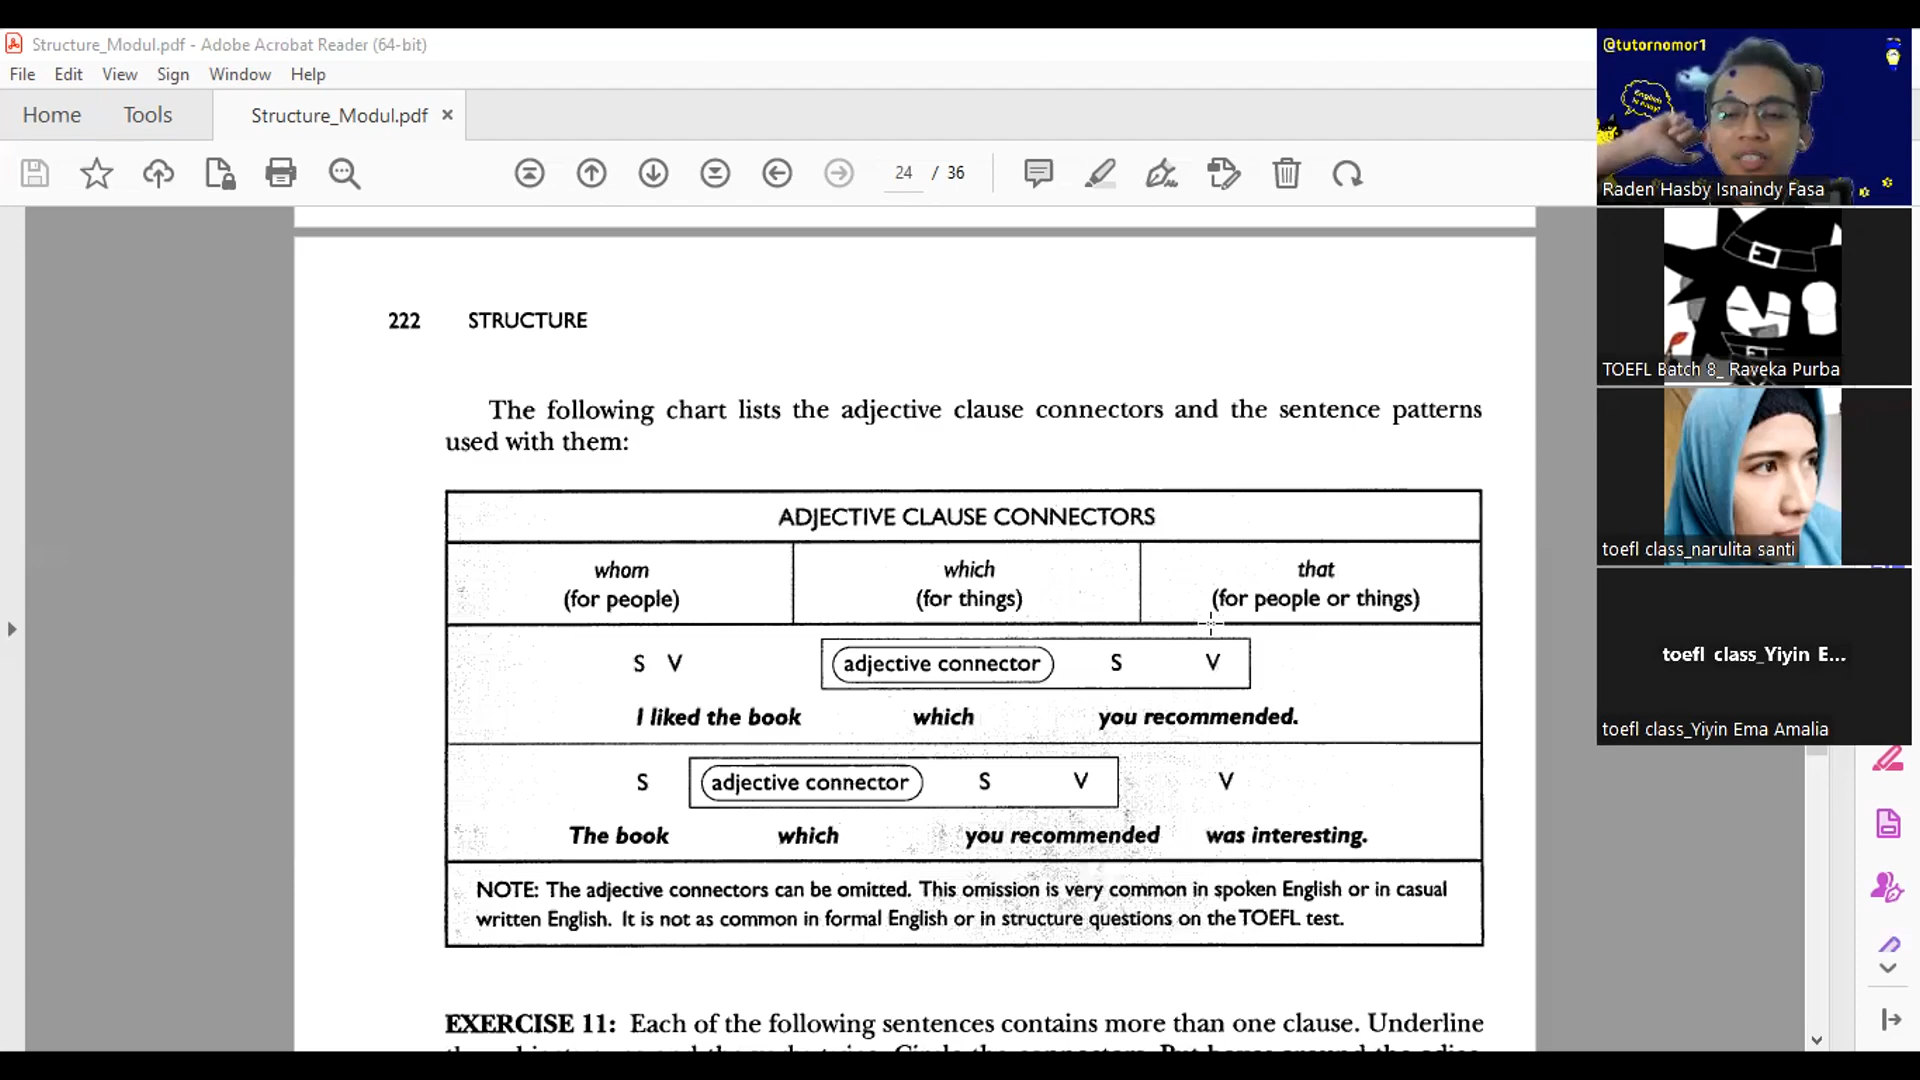 Structure_Modul.pdf - Adobe Acrobat Reader (64-bit)
File Edit View Sign Window Help
Home Tools Structure_Modul.pdf ×
24 / 36
222 STRUCTURE
The following chart lists the adjective clause connectors and the sentence patterns
used with them:
ADJECTIVE CLAUSE CONNECTORS
whom which that
(for people) (for things) (for people or things)
S V adjective connector S V
I liked the book which you recommended.
S adjective connector S V V
The book which you recommended was interesting.
NOTE: The adjective connectors can be omitted. This omission is very common in spoken English or in casual
written English. It is not as common in formal English or in structure questions on the TOEFL test.
EXERCISE 11: Each of the following sentences contains more than one clause. Underline
@tutornomor1
English is easy!
Raden Hasby Isnaindy Fasa
TOEFL Batch 8_ Raveka Purba
toefl class_narulita santi
toefl class_Yiyin E...
toefl class_Yiyin Ema Amalia